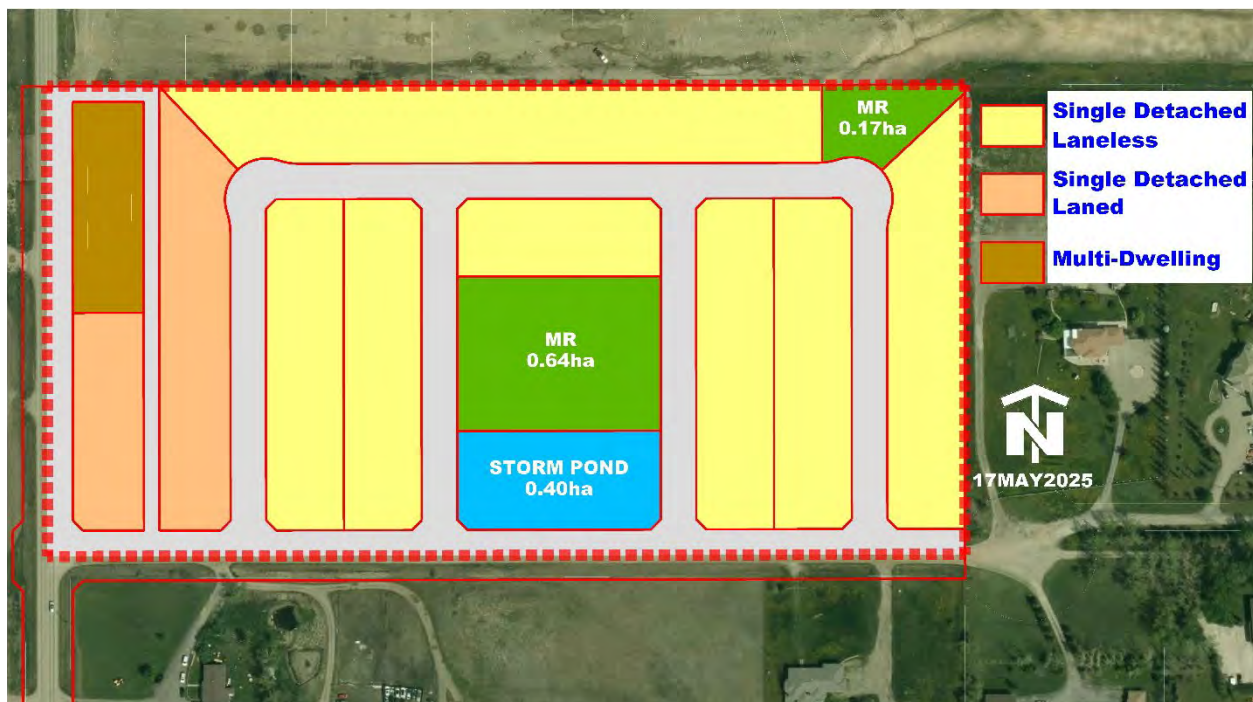 MR
0.17ha
Single Detached
Laneless
Single Detached
Laned
Multi-Dwelling
MR
0.64ha
STORM POND
0.40ha
N
17MAY2025